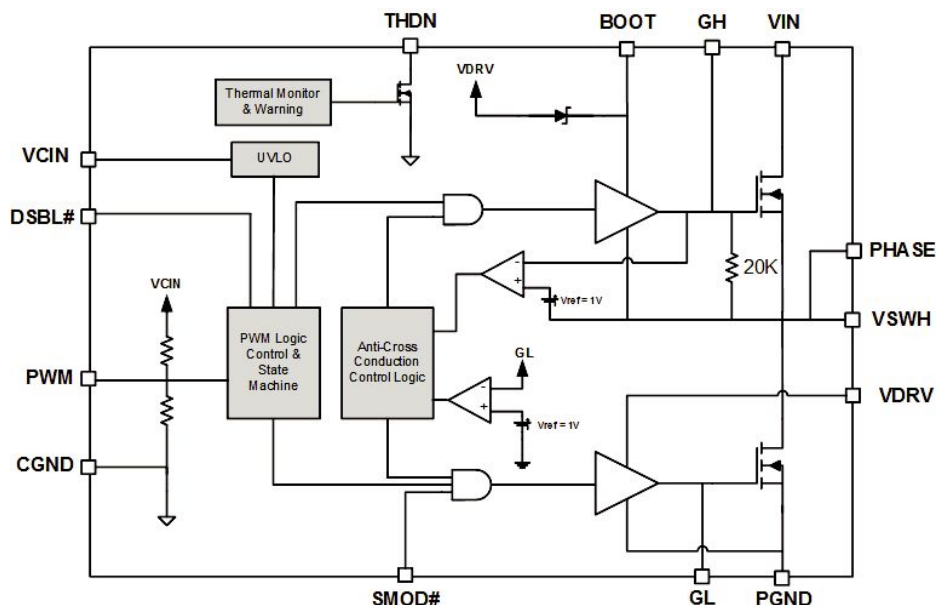 THDN
BOOT
GH
VIN
VDRV
Thermal Monitor
& Warning
VCIN
UVLO
DSBL#
PHASE
20K
-
+
VCIN
Vref = 1V
VSWH
PWM Logic
Control &
State
Machine
Anti-Cross
Conduction
Control Logic
GL
PWM
-
+
VDRV
Vref = 1V
CGND
SMOD#
GL
PGND